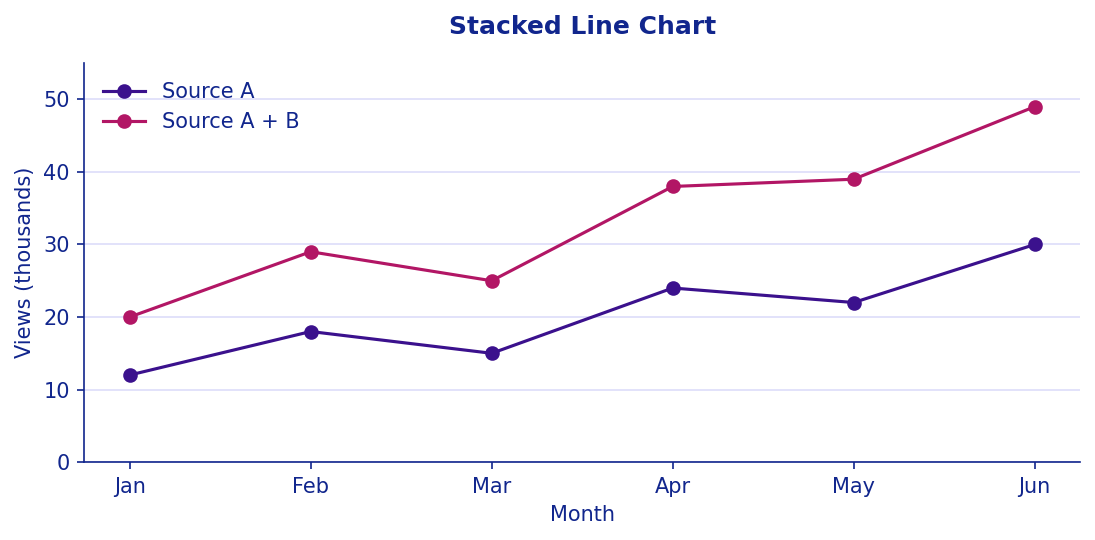 Stacked Line Chart
Source A
Source A + B
Views (thousands)
50
40
30
20
10
0
Jan Feb Mar Apr May Jun
Month